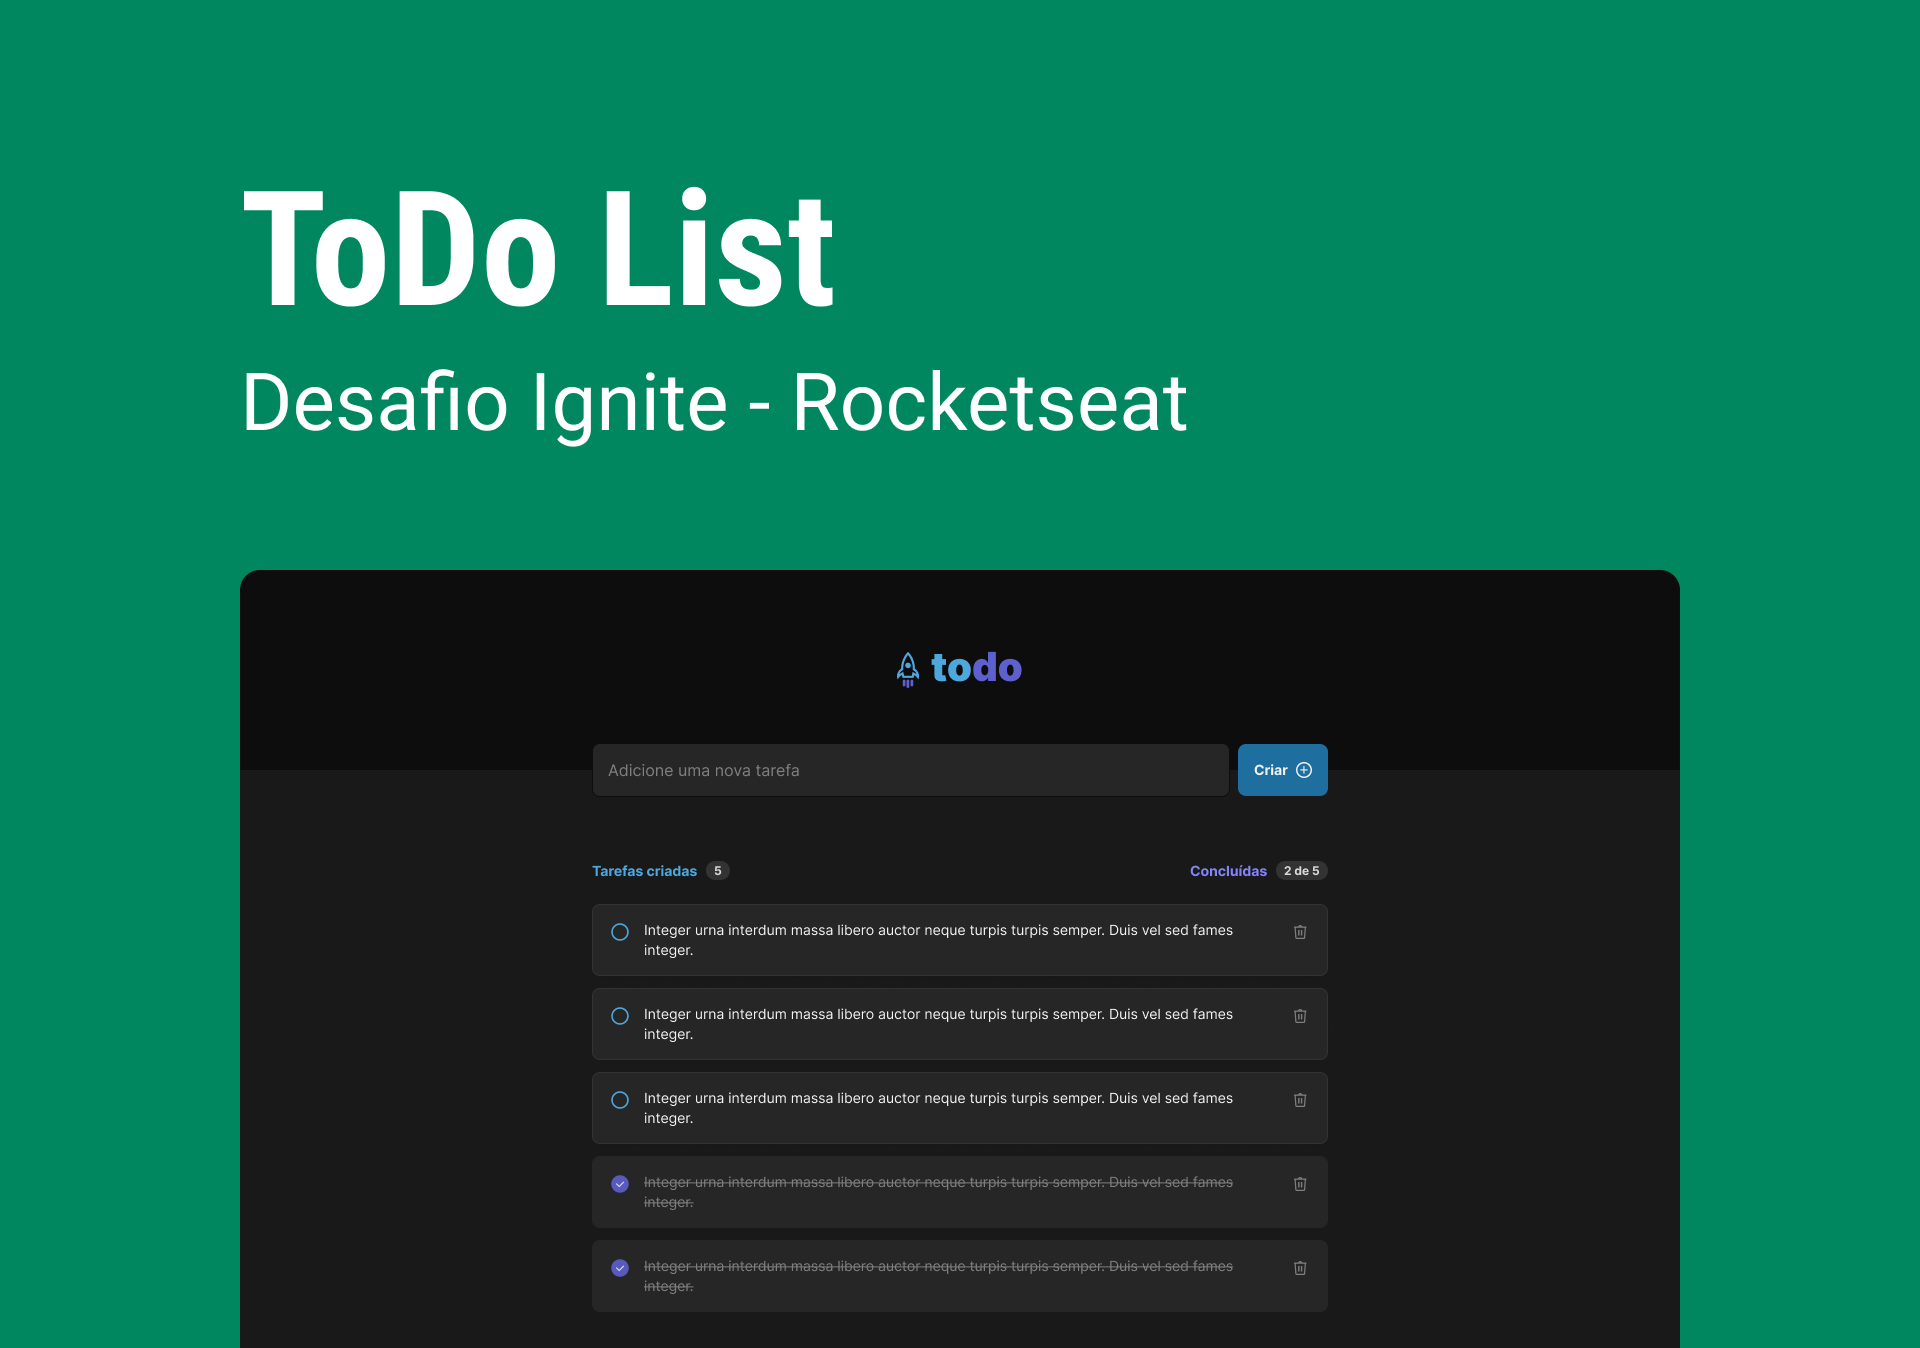 ToDo List
Desafio Ignite - Rocketseat
todo
Adicione uma nova tarefa
Criar
Tarefas criadas 5
Concluídas 2 de 5
Integer urna interdum massa libero auctor neque turpis turpis semper. Duis vel sed fames
integer.
Integer urna interdum massa libero auctor neque turpis turpis semper. Duis vel sed fames
integer.
Integer urna interdum massa libero auctor neque turpis turpis semper. Duis vel sed fames
integer.
Integer urna interdum massa libero auctor neque turpis turpis semper. Duis vel sed fames
integer.
Integer urna interdum massa libero auctor neque turpis turpis semper. Duis vel sed fames
integer.